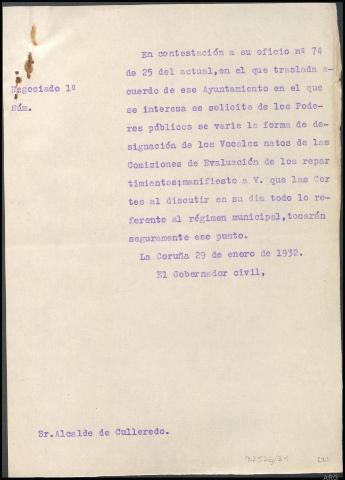 En contestación a su oficio nº 74
de 25 del actual,en el que traslada a-
Negociado 1º
cuerdo de ese Ayuntamiento en el que
Núm.
se interesa se solicite de los Pode-
res públicos se varie la forma de de-
signación de los Vocales natos de las
Comisiones de Evaluación de los repar
timientos;manifiesto a V. que las Cor
tes al discutir en su dia todo lo re-
ferente al régimen municipal,tocarán
seguramente ese punto.
La Coruña 29 de enero de 1932.
El Gobernador civil,
Sr.Alcalde de Culleredo.